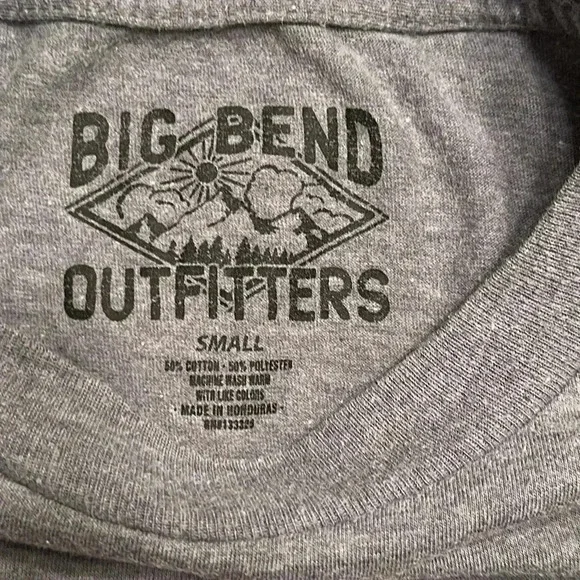 BIG BEND
OUTFITTERS
SMALL
50% COTTON • 50% POLYESTER
MACHINE WASH WARM
WITH LIKE COLORS
• MADE IN HONDURAS •